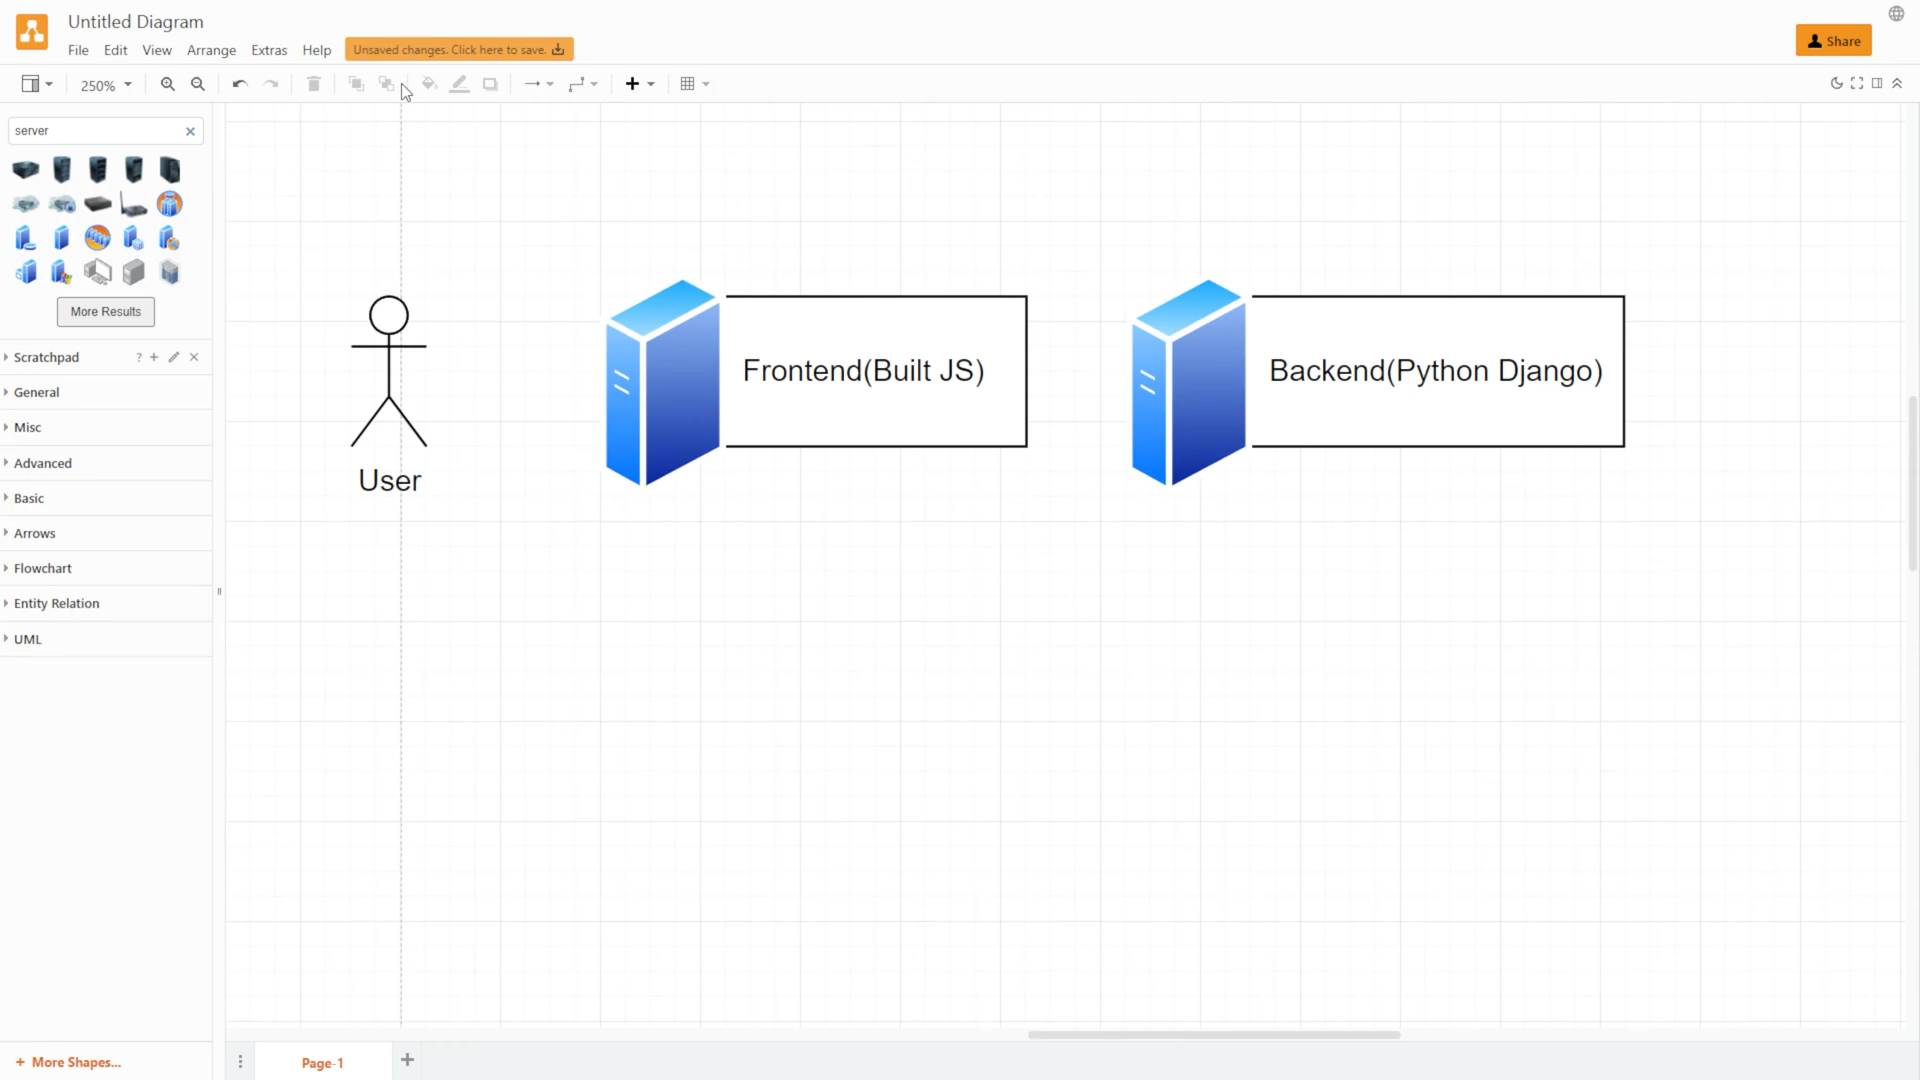 Untitled Diagram
File Edit View Arrange Extras Help Unsaved changes. Click here to save.
Share
250%
server
More Results
Scratchpad ?
General
Misc
Advanced
Basic
Arrows
Flowchart
Entity Relation
UML
User
Frontend(Built JS)
Backend(Python Django)
+ More Shapes...
Page-1